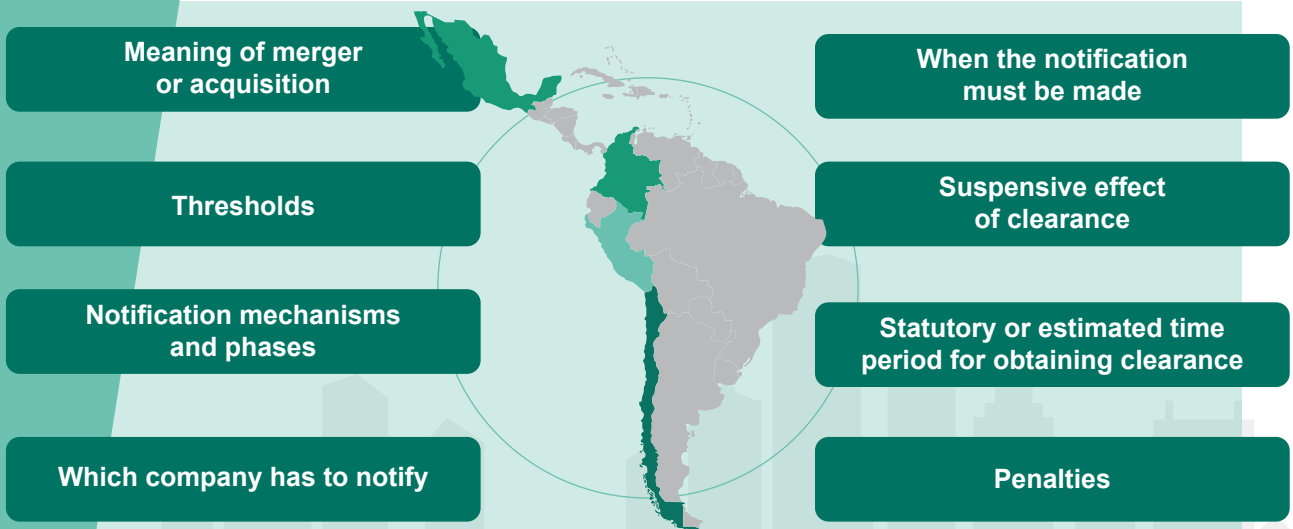 Meaning of merger
or acquisition
Thresholds
Notification mechanisms
and phases
Which company has to notify
When the notification
must be made
Suspensive effect
of clearance
Statutory or estimated time
period for obtaining clearance
Penalties